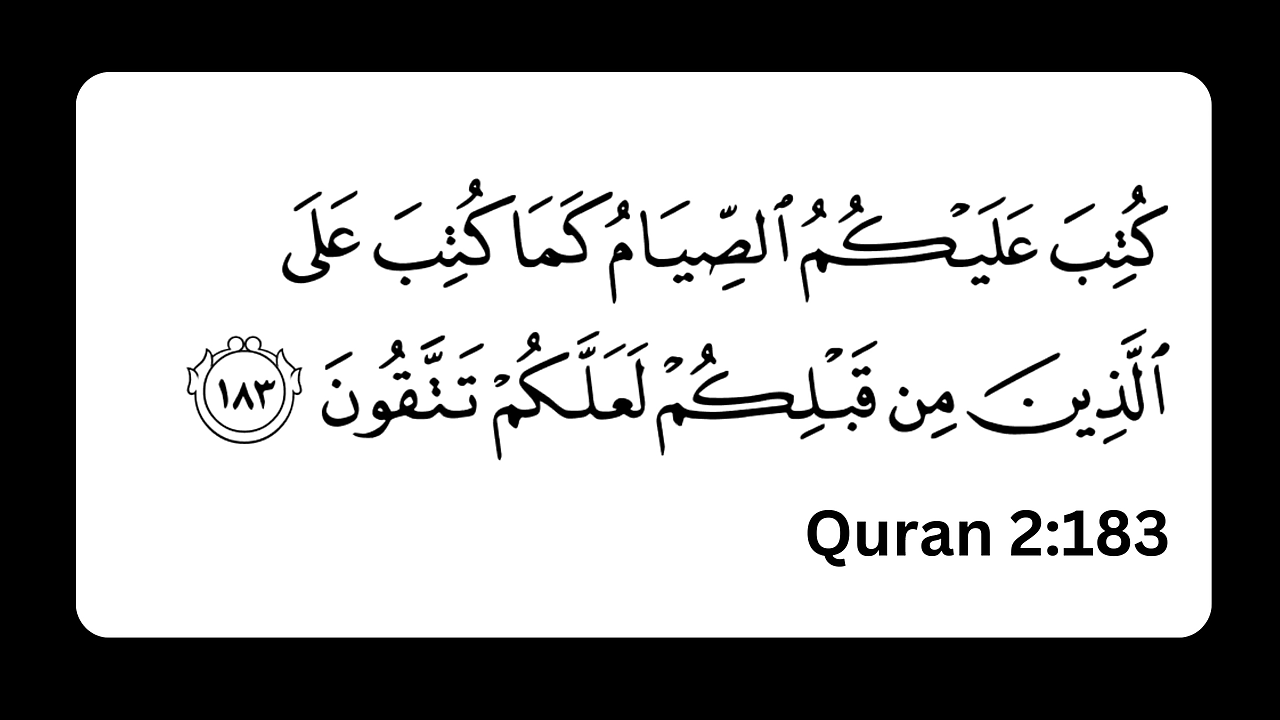 كُتِبَ عَلَيْكُمُ ٱلصِّيَامُ كَمَا كُتِبَ عَلَى
ٱلَّذِينَ مِن قَبْلِكُمْ لَعَلَّكُمْ تَتَّقُونَ ١٨٣
Quran 2:183